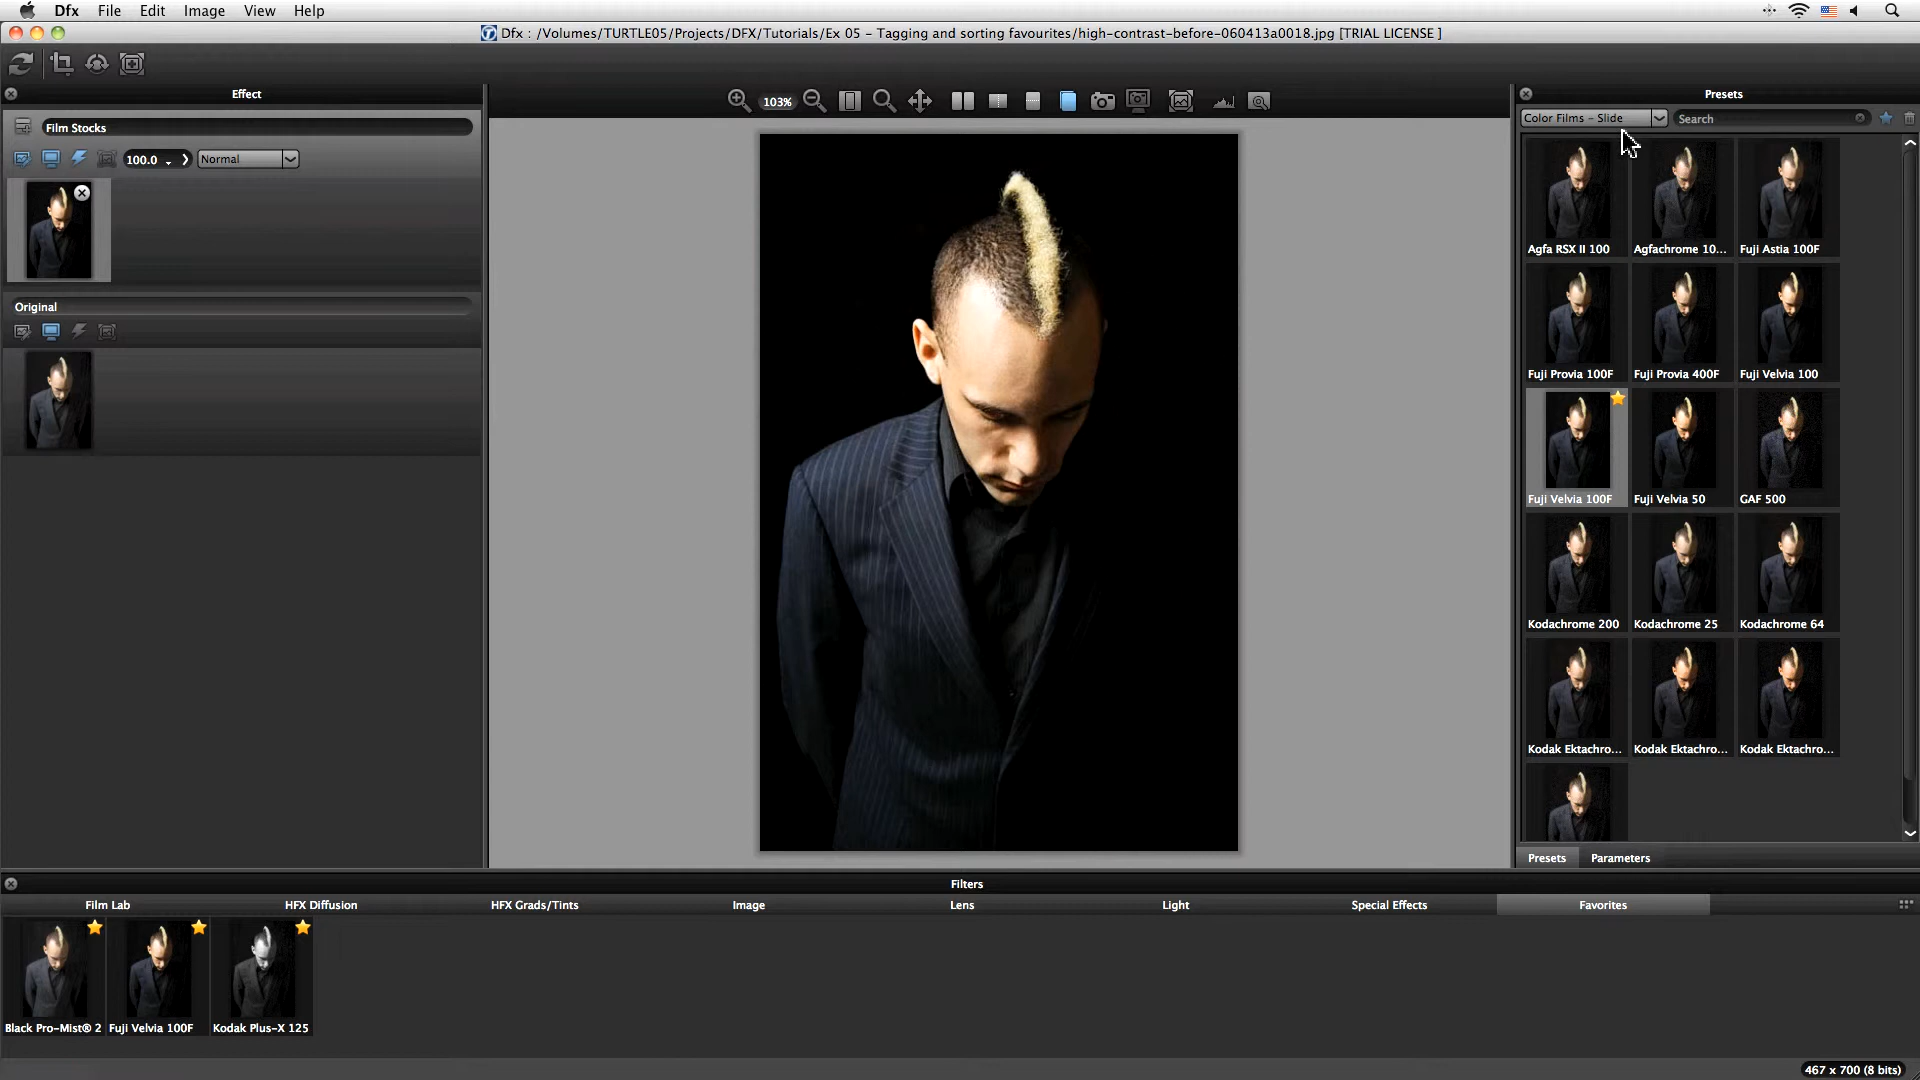 Dfx File Edit Image View Help
Dfx : /Volumes/TURTLE05/Projects/DFX/Tutorials/Ex 05 - Tagging and sorting favourites/high-contrast-before-060413a0018.jpg [TRIAL LICENSE ]
Effect
Film Stocks
100.0 Normal
Original
103%
Presets
Color Films - Slide Search
Agfa RSX II 100 Agfachrome 10... Fuji Astia 100F
Fuji Provia 100F Fuji Provia 400F Fuji Velvia 100
Fuji Velvia 100F Fuji Velvia 50 GAF 500
Kodachrome 200 Kodachrome 25 Kodachrome 64
Kodak Ektachro... Kodak Ektachro... Kodak Ektachro...
Presets Parameters
Filters
Film Lab HFX Diffusion HFX Grads/Tints Image Lens Light Special Effects Favorites
Black Pro-Mist® 2 Fuji Velvia 100F Kodak Plus-X 125
467 x 700 (8 bits)